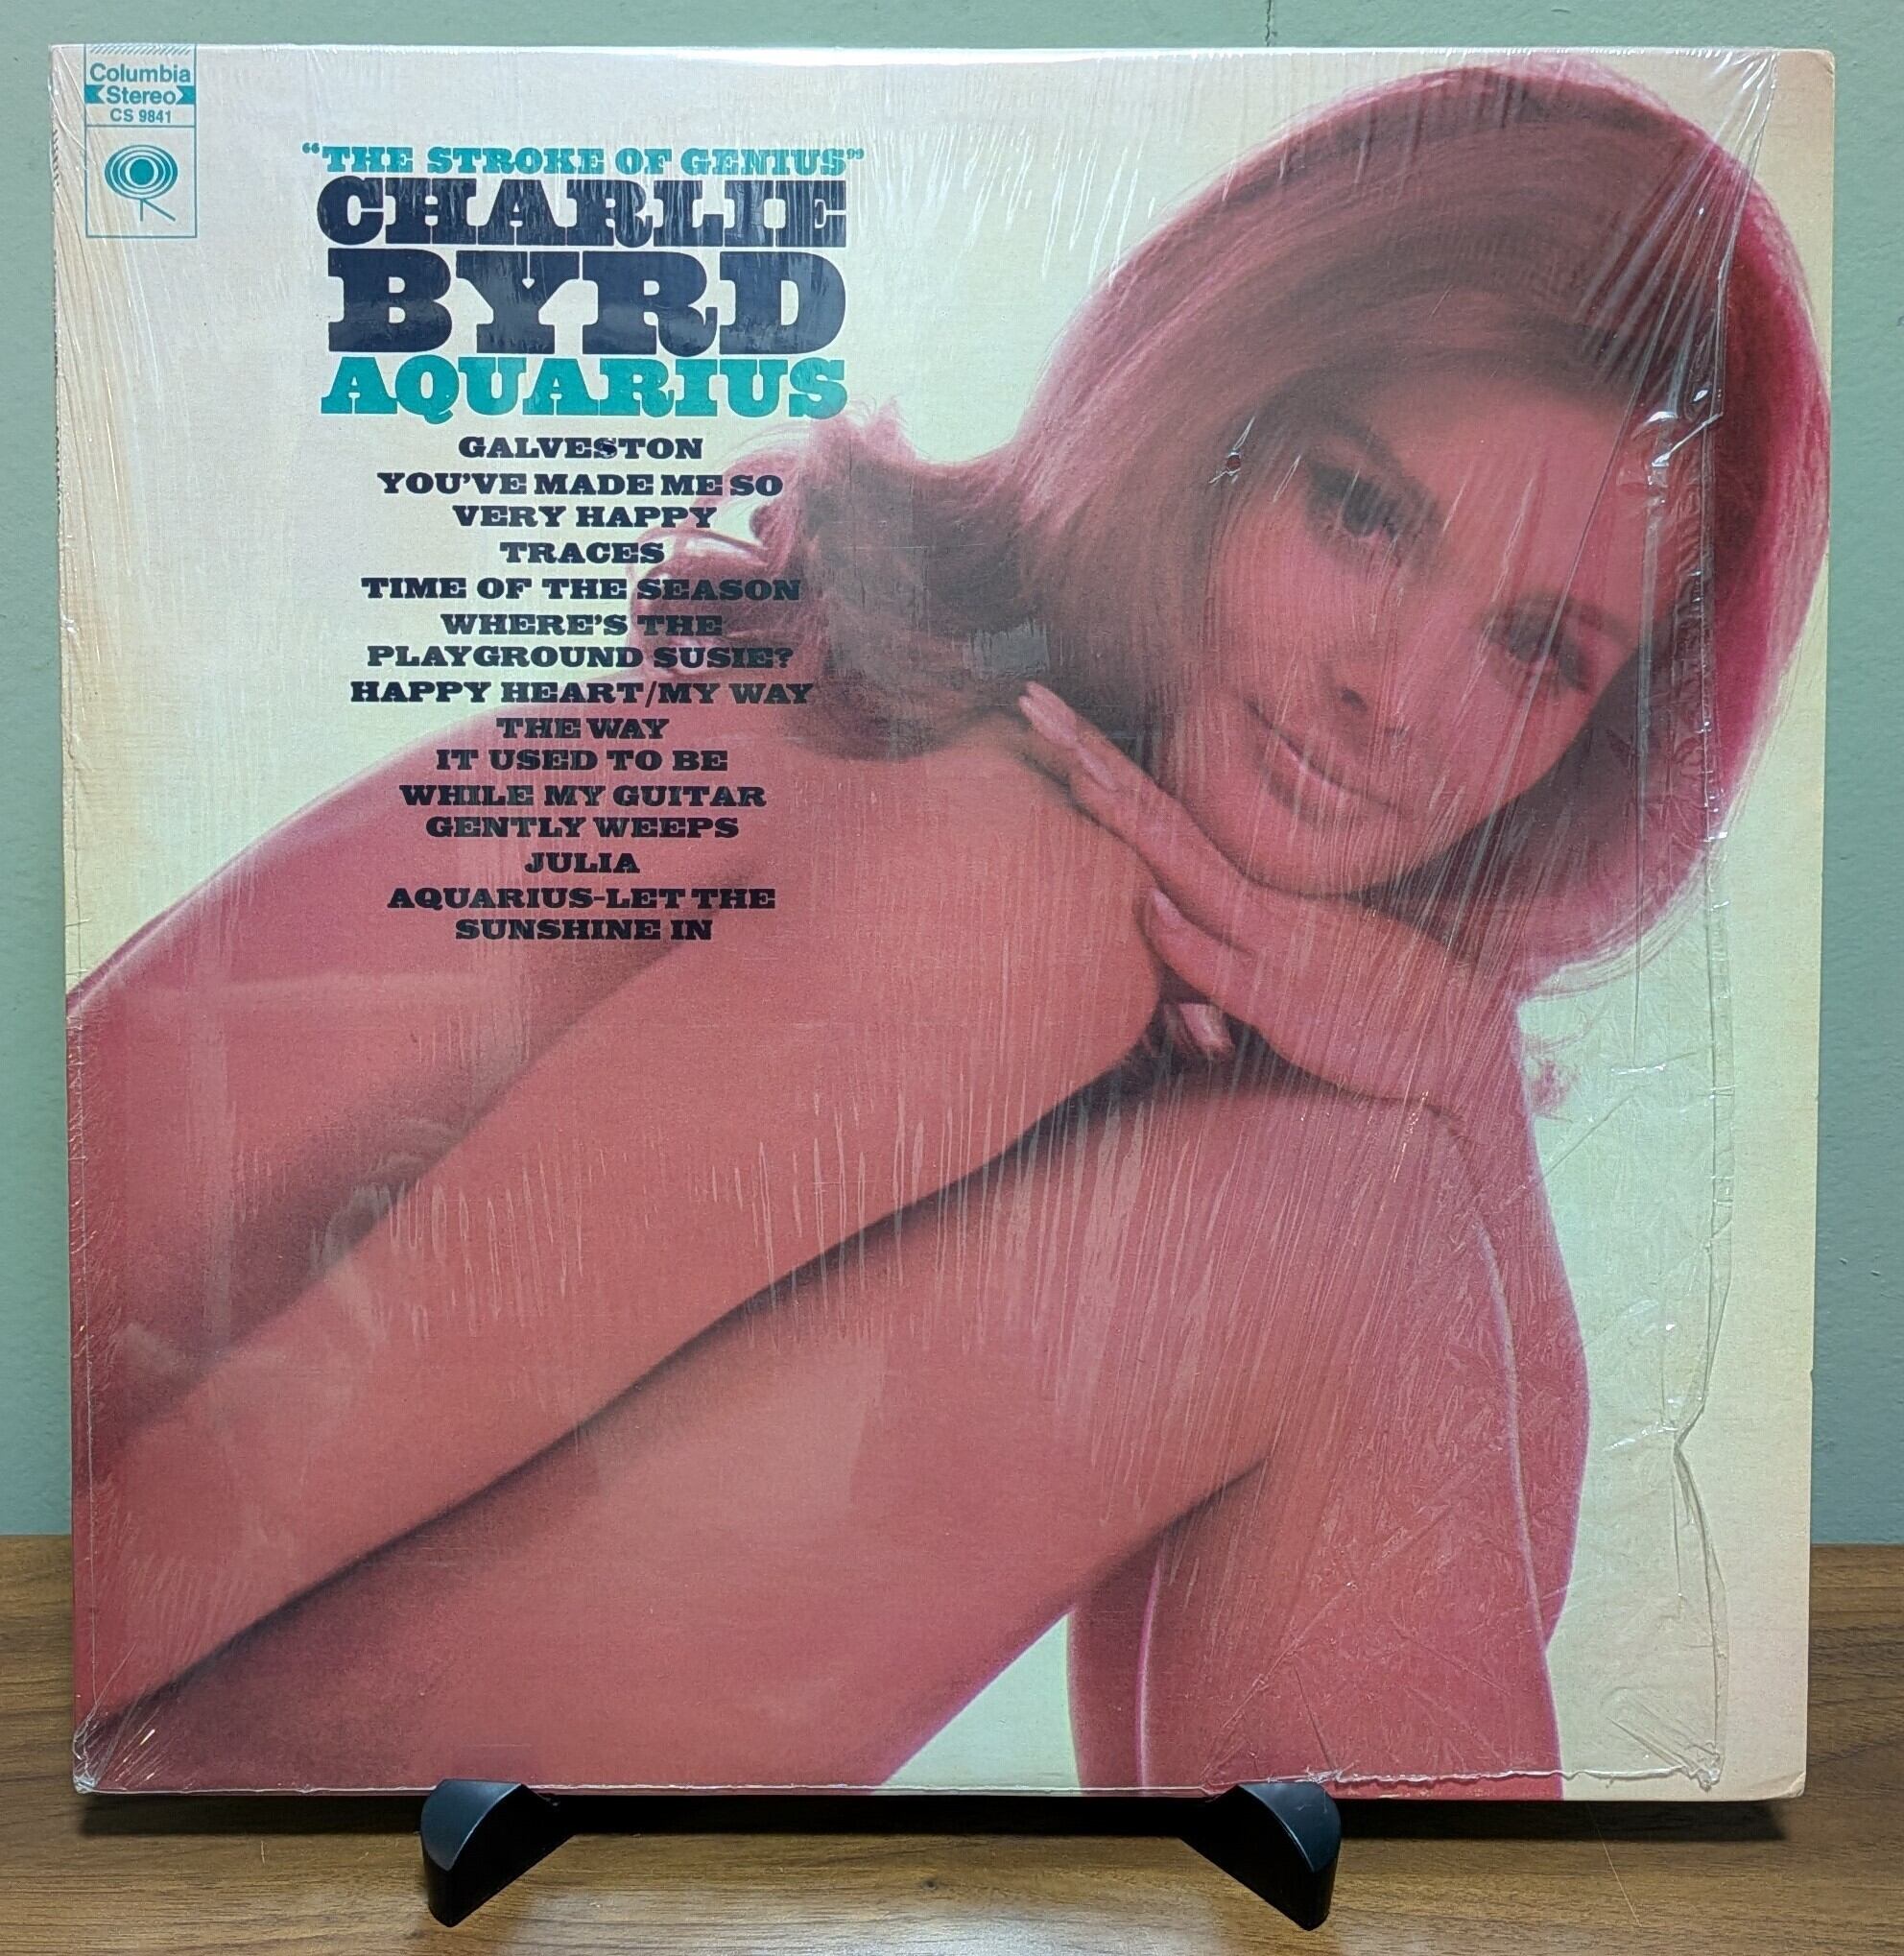 Columbia
Stereo
CS 9841
“THE STROKE OF GENIUS”
CHARLIE
BYRD
AQUARIUS
GALVESTON
YOU'VE MADE ME SO
VERY HAPPY
TRACES
TIME OF THE SEASON
WHERE'S THE
PLAYGROUND SUSIE?
HAPPY HEART/MY WAY
THE WAY
IT USED TO BE
WHILE MY GUITAR
GENTLY WEEPS
JULIA
AQUARIUS-LET THE
SUNSHINE IN